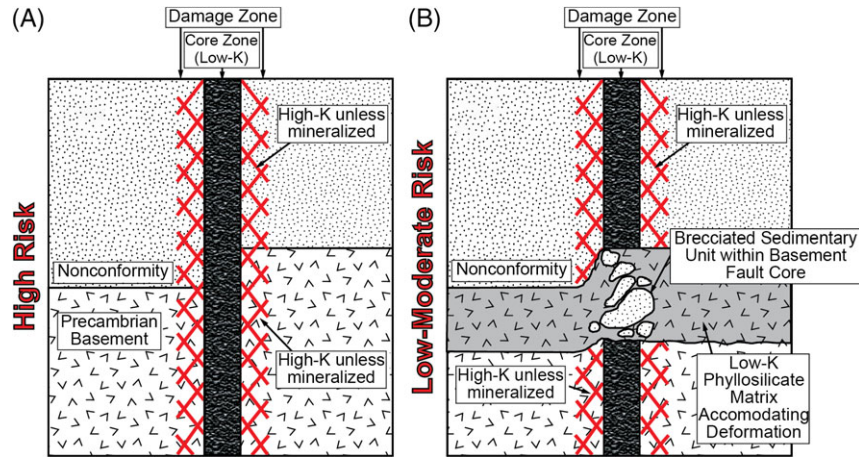 (A)
Damage Zone
Core Zone
(Low-K)
High-K unless
mineralized
High Risk
Nonconformity
Precambrian
Basement
High-K unless
mineralized
(B)
Damage Zone
Core Zone
(Low-K)
High-K unless
mineralized
Low-Moderate Risk
Brecciated Sedimentary
Unit within Basement
Fault Core
Nonconformity
High-K unless
mineralized
Low-K
Phyllosilicate
Matrix
Accomodating
Deformation